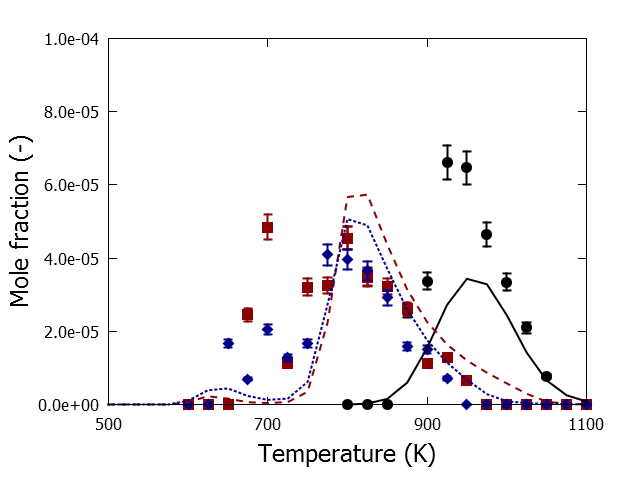 1.0e-04
8.0e-05
6.0e-05
4.0e-05
2.0e-05
0.0e+00
Mole fraction (-)
500
700
900
1100
Temperature (K)